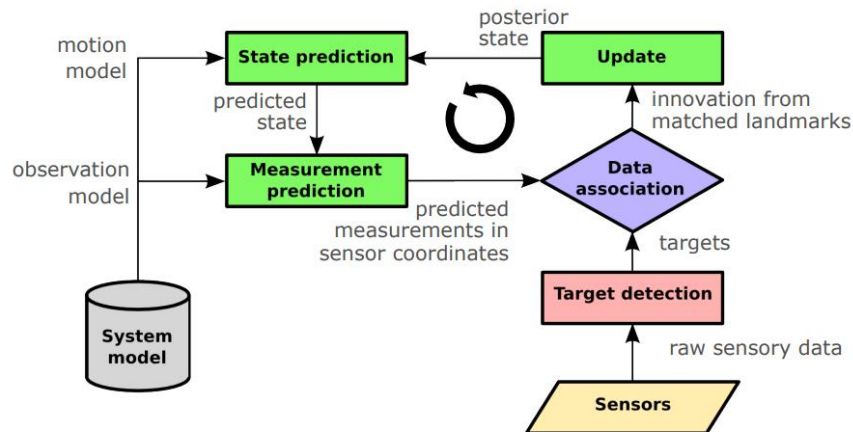 posterior
state
motion
model
State prediction
Update
predicted
state
innovation from
matched landmarks
observation
model
Measurement
prediction
Data
association
predicted
measurements in
sensor coordinates
targets
Target detection
System
model
raw sensory data
Sensors